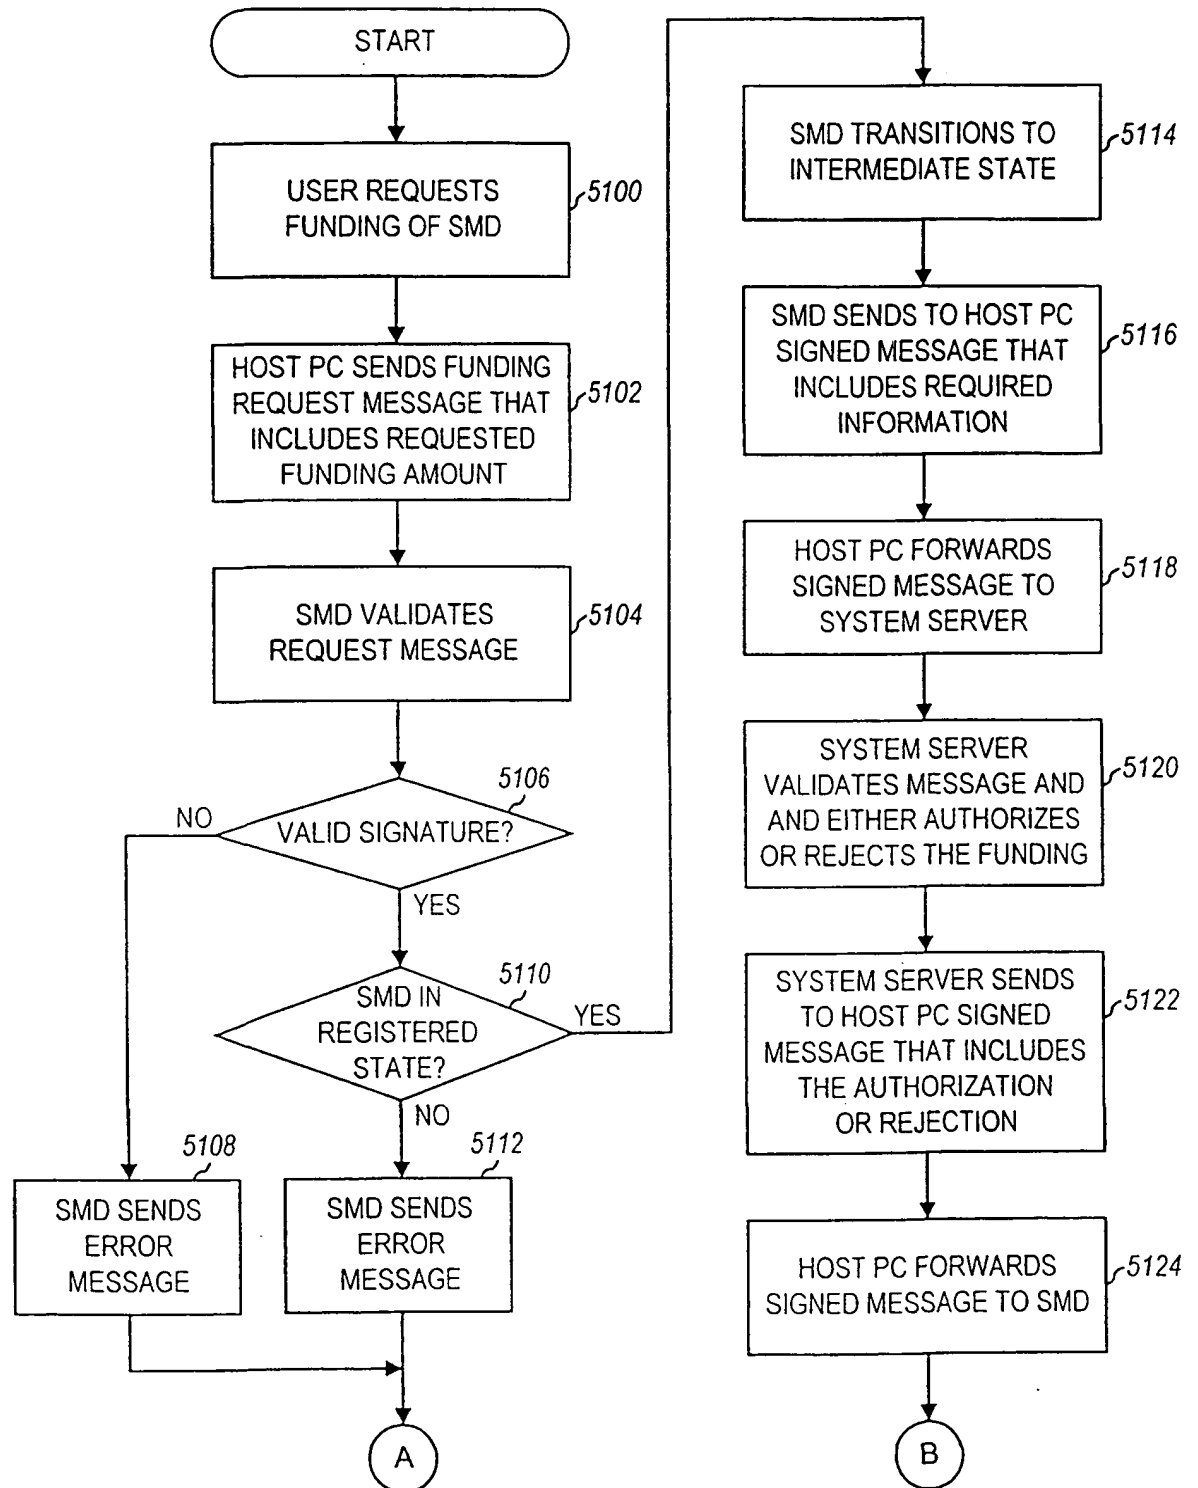 START
USER REQUESTS
FUNDING OF SMD
5100
HOST PC SENDS FUNDING
REQUEST MESSAGE THAT
INCLUDES REQUESTED
FUNDING AMOUNT
5102
SMD VALIDATES
REQUEST MESSAGE
5104
5106
VALID SIGNATURE?
NO
YES
5110
SMD IN
REGISTERED
STATE?
YES
NO
5108
SMD SENDS
ERROR
MESSAGE
5112
SMD SENDS
ERROR
MESSAGE
A
SMD TRANSITIONS TO
INTERMEDIATE STATE
5114
SMD SENDS TO HOST PC
SIGNED MESSAGE THAT
INCLUDES REQUIRED
INFORMATION
5116
HOST PC FORWARDS
SIGNED MESSAGE TO
SYSTEM SERVER
5118
SYSTEM SERVER
VALIDATES MESSAGE AND
AND EITHER AUTHORIZES
OR REJECTS THE FUNDING
5120
SYSTEM SERVER SENDS
TO HOST PC SIGNED
MESSAGE THAT INCLUDES
THE AUTHORIZATION
OR REJECTION
5122
HOST PC FORWARDS
SIGNED MESSAGE TO SMD
5124
B